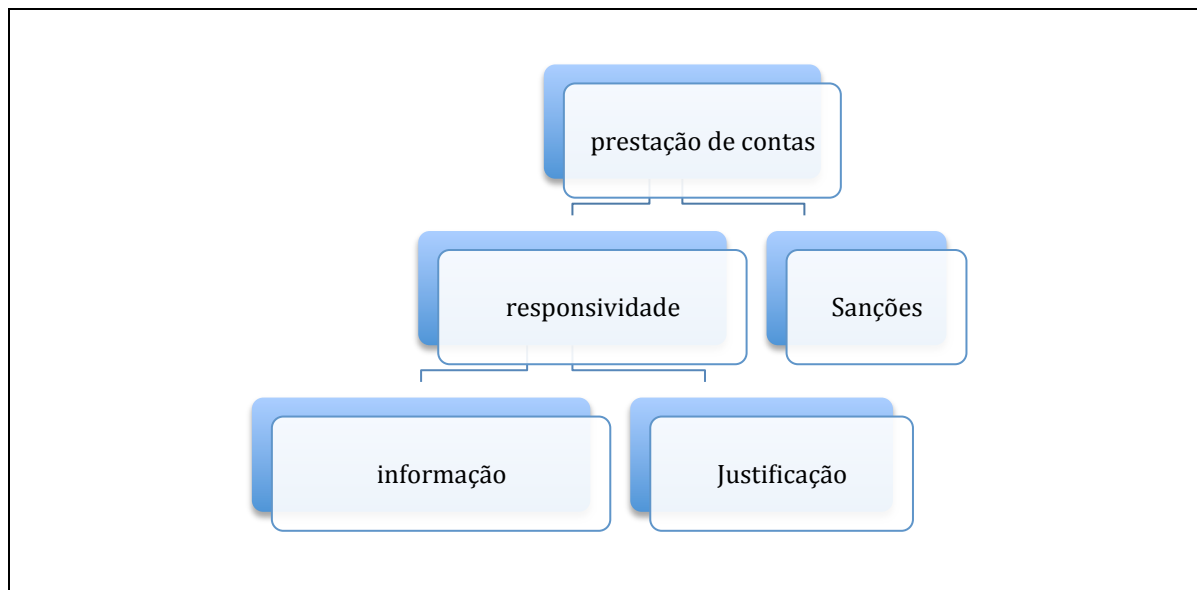 prestação de contas
responsividade
Sanções
informação
Justificação